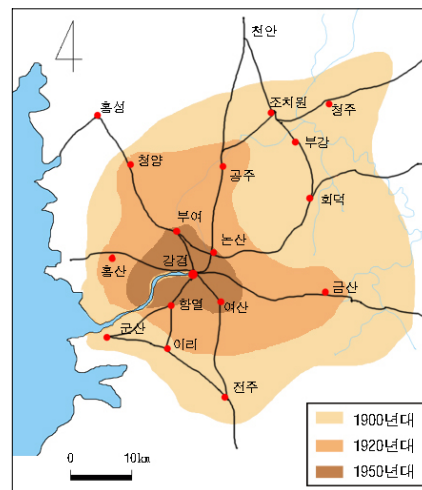 천안
홍성
조치원
청주
부강
청양
공주
회덕
부여
논산
강경
홍산
금산
함열
여산
군산
이리
전주
0 10㎞
1900년대
1920년대
1950년대